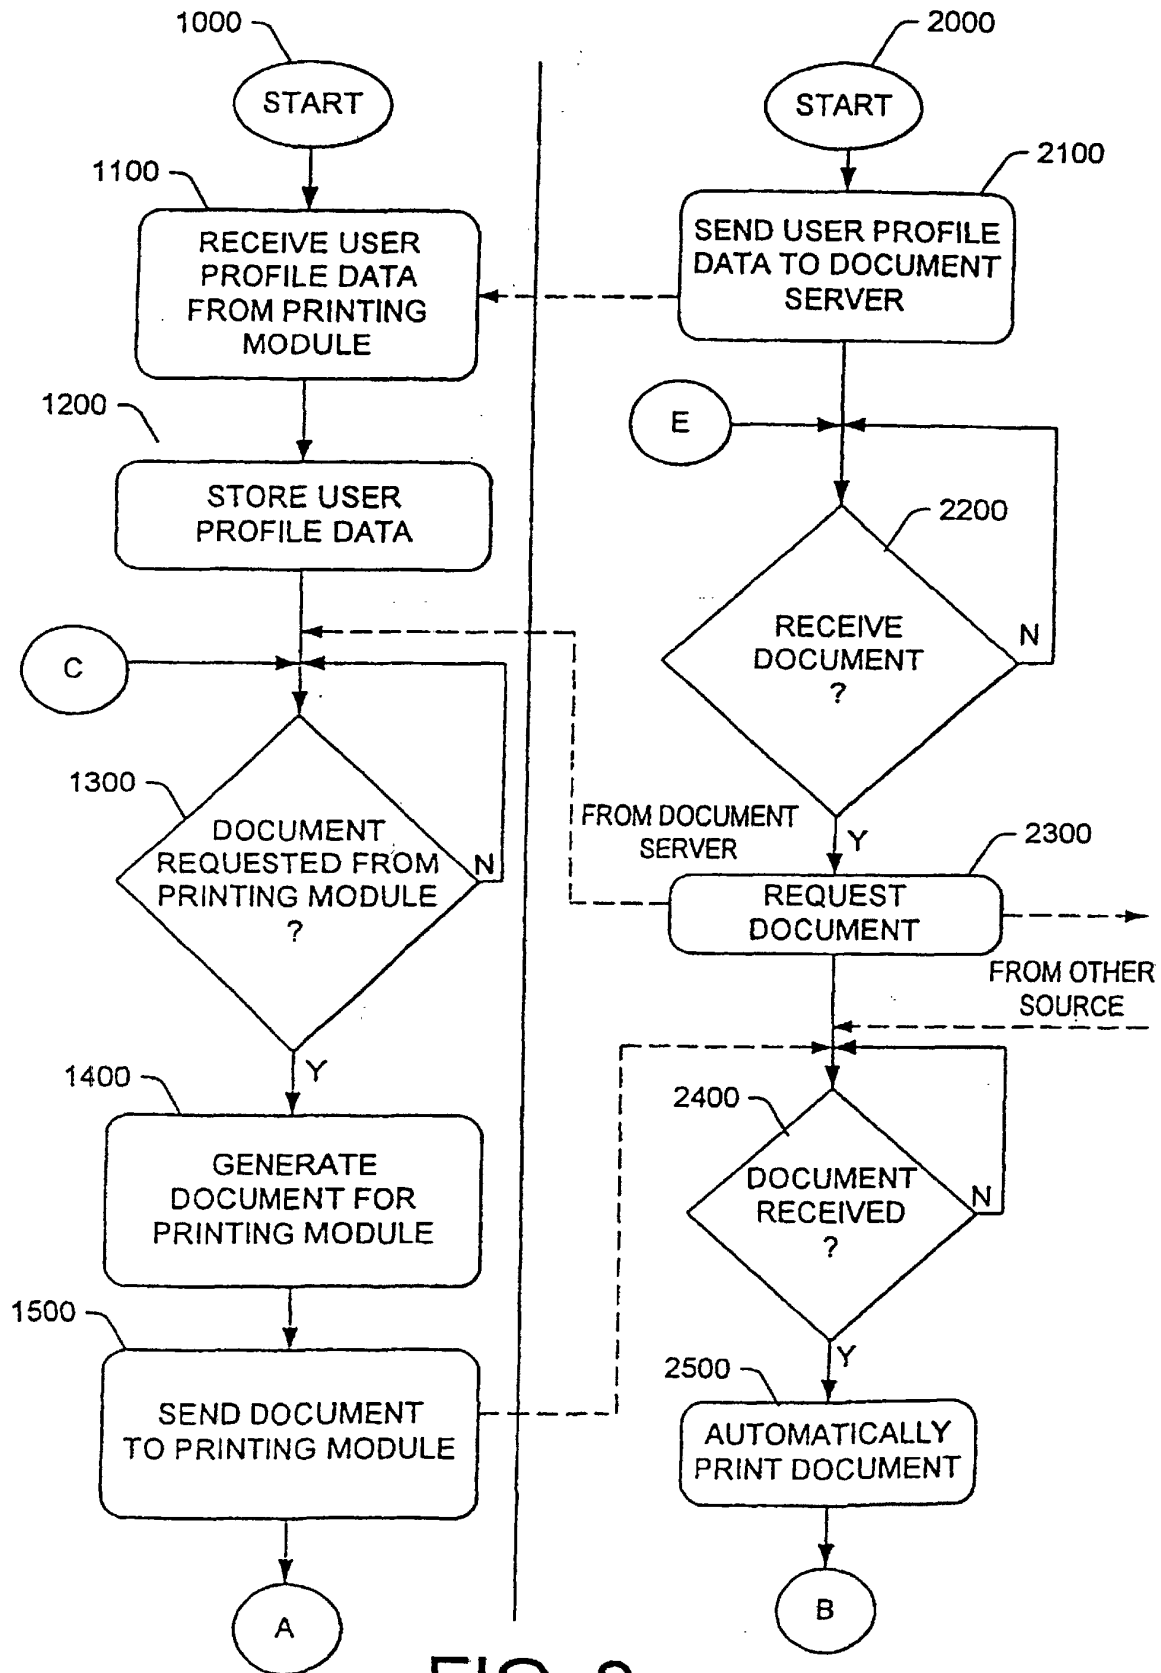 1000
START
1100
RECEIVE USER
PROFILE DATA
FROM PRINTING
MODULE
1200
STORE USER
PROFILE DATA
C
1300
DOCUMENT
REQUESTED FROM
PRINTING MODULE
?
N
Y
1400
GENERATE
DOCUMENT FOR
PRINTING MODULE
1500
SEND DOCUMENT
TO PRINTING MODULE
A
2000
START
2100
SEND USER PROFILE
DATA TO DOCUMENT
SERVER
E
2200
RECEIVE
DOCUMENT
?
N
Y
FROM DOCUMENT
SERVER
2300
REQUEST
DOCUMENT
FROM OTHER
SOURCE
2400
DOCUMENT
RECEIVED
?
N
Y
2500
AUTOMATICALLY
PRINT DOCUMENT
B
FIG.